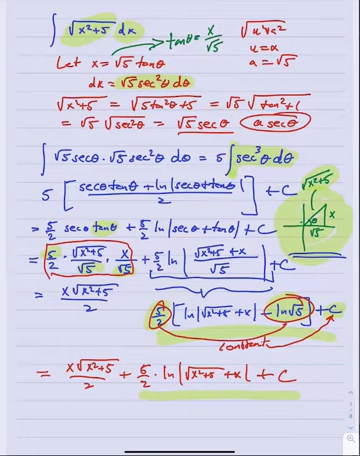 ∫ √(x²+5) dx
tanθ = x/√5
√(u²+a²)
u = x
a = √5
Let x = √5 tanθ
dx = √5 sec²θ dθ
√(x²+5) = √(5tan²θ+5) = √5 √(tan²θ+1)
= √5 √(sec²θ) = √5 secθ (a secθ)
∫ √5 secθ · √5 sec²θ dθ = 5 ∫ sec³θ dθ
5 [ (secθ tanθ + ln|secθ + tanθ|) / 2 ] + C
√(x²+5) x √5 θ
= 5/2 secθ tanθ + 5/2 ln|secθ + tanθ| + C
= 5/2 · √(x²+5)/√5 · x/√5 + 5/2 ln| (√(x²+5) + x)/√5 | + C
= x√(x²+5)/2
5/2 [ ln|√(x²+5) + x| - ln√5 ] + C
constant
= x√(x²+5)/2 + 5/2 · ln|√(x²+5) + x| + C